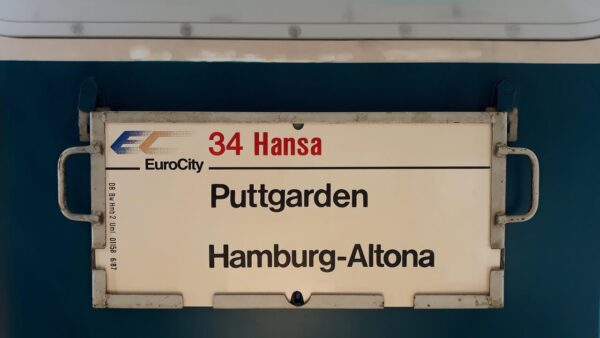 EC
34 Hansa
EuroCity
Puttgarden
Hamburg-Altona